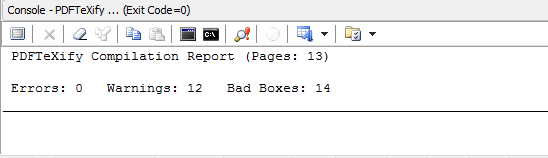 Console - PDFTeXify ... (Exit Code=0)
C:\
PDFTeXify Compilation Report (Pages: 13)
Errors: 0   Warnings: 12   Bad Boxes: 14